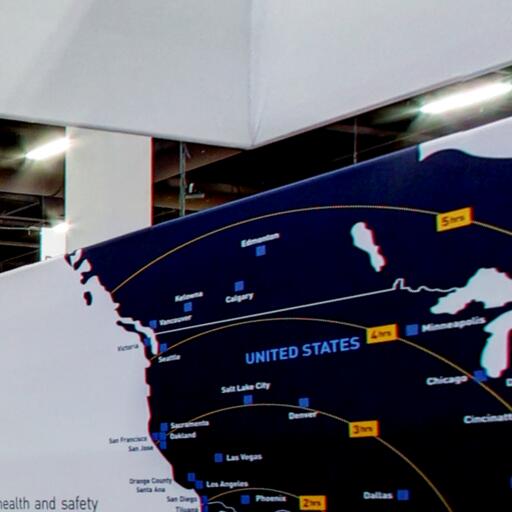 5hrs
Edmonton
Calgary
Kelowna
Vancouver
Victoria
Seattle
4hrs
Minneapolis
UNITED STATES
Chicago
Salt Lake City
Denver
Cincinnat
3hrs
Sacramento
San Francisco
Oakland
San Jose
Las Vegas
Orange County
Santa Ana
Los Angeles
San Diego
Phoenix
2hrs
Dallas
Tijuana
health and safety